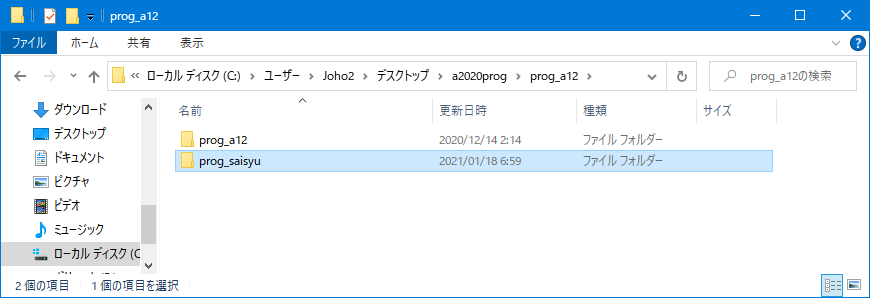 prog_a12
ファイル ホーム 共有 表示
« ローカル ディスク (C:) > ユーザー > Joho2 > デスクトップ > a2020prog > prog_a12 > prog_a12の検索
ダウンロード
デスクトップ
ドキュメント
ピクチャ
ビデオ
ミュージック
ローカル ディスク (C
名前 更新日時 種類 サイズ
prog_a12 2020/12/14 2:14 ファイル フォルダー
prog_saisyu 2021/01/18 6:59 ファイル フォルダー
2 個の項目 1 個の項目を選択